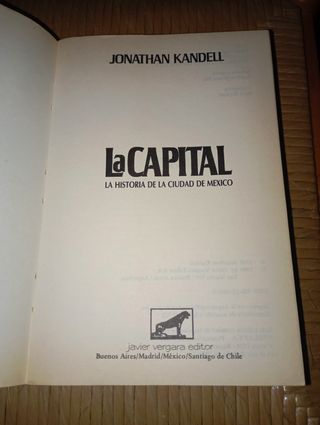 JONATHAN KANDELL
LaCAPITAL
LA HISTORIA DE LA CIUDAD DE MEXICO
javier vergara editor
Buenos Aires/Madrid/México/Santiago de Chile